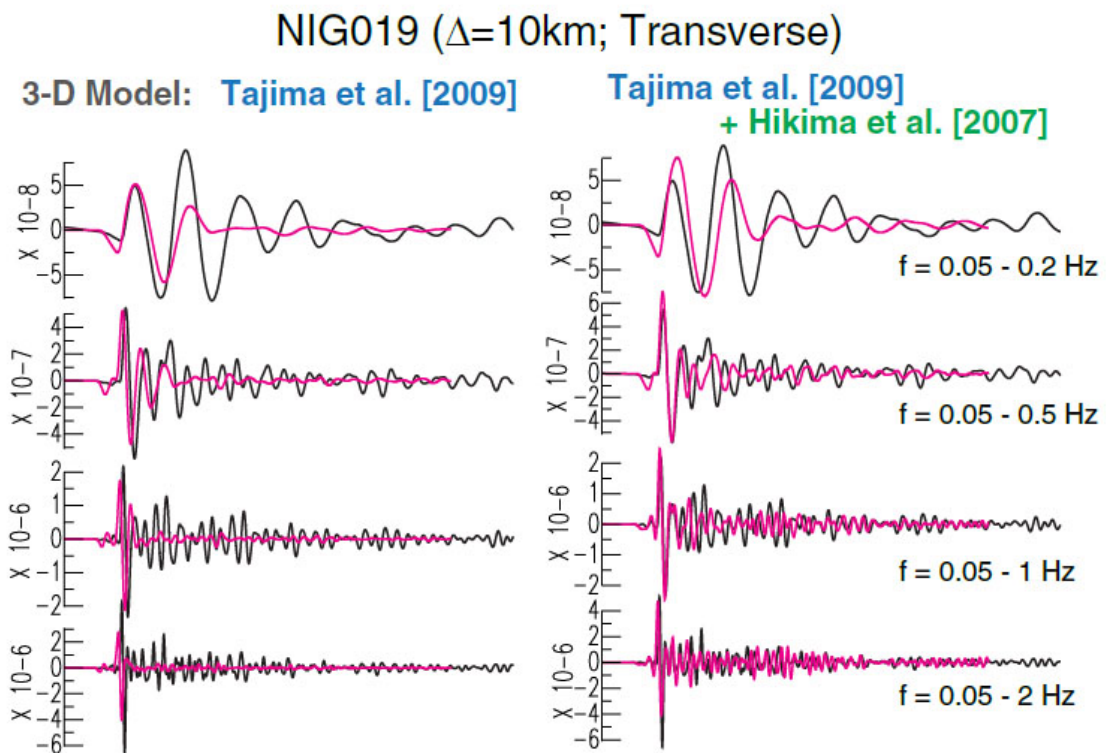 NIG019 (Δ=10km; Transverse)
3-D Model: Tajima et al. [2009]
Tajima et al. [2009]
+ Hikima et al. [2007]
5
0
-5
X 10-8
5
0
-5
X 10-8
f = 0.05 - 0.2 Hz
4
2
0
-2
-4
X 10-7
6
4
2
0
-2
-4
X 10-7
f = 0.05 - 0.5 Hz
2
1
0
-1
-2
X 10-6
2
1
0
-1
-2
X 10-6
f = 0.05 - 1 Hz
2
0
-2
-4
-6
X 10-6
4
2
0
-2
-4
-6
X 10-6
f = 0.05 - 2 Hz